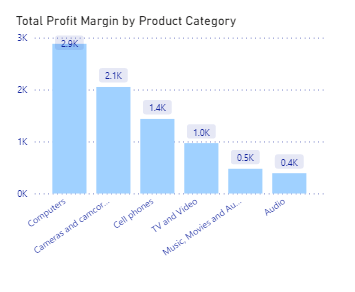 Total Profit Margin by Product Category
3K
2K
1K
0K
2.9K
2.1K
1.4K
1.0K
0.5K
0.4K
Computers
Cameras and camcor...
Cell phones
TV and Video
Music, Movies and Au...
Audio